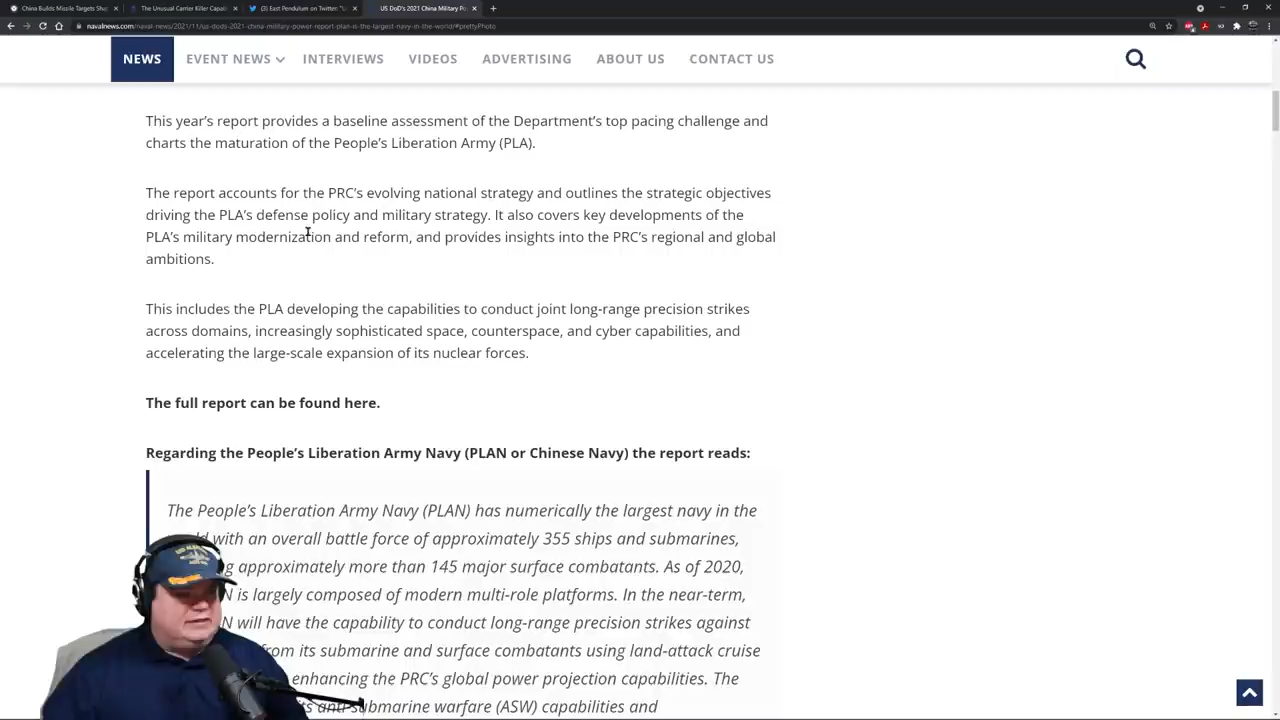 China Builds Missile Targets Sha
The Unusual Carrier Killer Capabi
(3) East Pendulum on Twitter: "
US DoD's 2021 China Military Po
navalnews.com/naval-news/2021/11/us-dods-2021-china-military-power-report-plan-is-the-largest-navy-in-the-world/#prettyPhoto
NEWS EVENT NEWS INTERVIEWS VIDEOS ADVERTISING ABOUT US CONTACT US
This year's report provides a baseline assessment of the Department's top pacing challenge and
charts the maturation of the People's Liberation Army (PLA).
The report accounts for the PRC's evolving national strategy and outlines the strategic objectives
driving the PLA's defense policy and military strategy. It also covers key developments of the
PLA's military modernization and reform, and provides insights into the PRC's regional and global
ambitions.
This includes the PLA developing the capabilities to conduct joint long-range precision strikes
across domains, increasingly sophisticated space, counterspace, and cyber capabilities, and
accelerating the large-scale expansion of its nuclear forces.
The full report can be found here.
Regarding the People's Liberation Army Navy (PLAN or Chinese Navy) the report reads:
The People's Liberation Army Navy (PLAN) has numerically the largest navy in the
with an overall battle force of approximately 355 ships and submarines,
approximately more than 145 major surface combatants. As of 2020,
is largely composed of modern multi-role platforms. In the near-term,
will have the capability to conduct long-range precision strikes against
from its submarine and surface combatants using land-attack cruise
enhancing the PRC's global power projection capabilities. The
its anti-submarine warfare (ASW) capabilities and